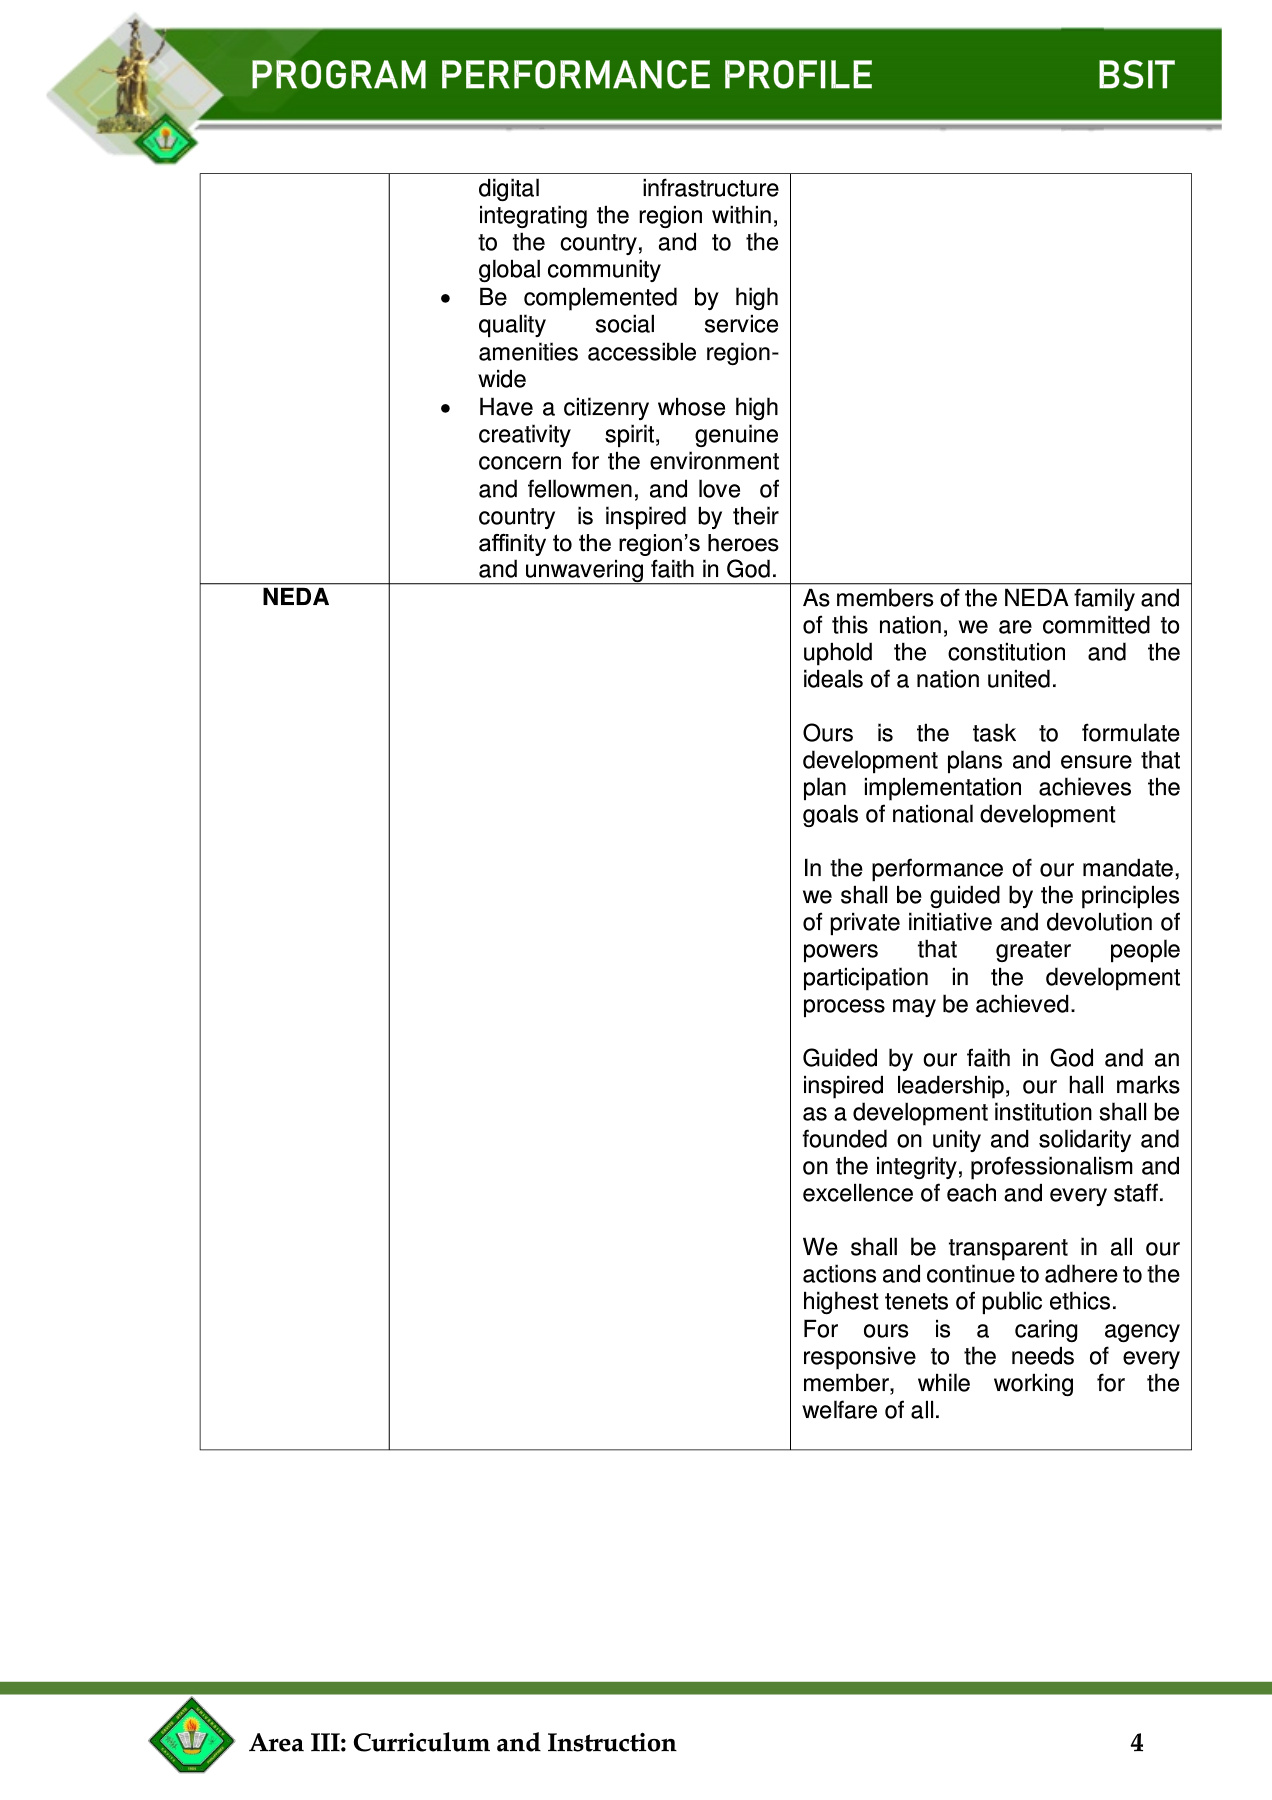 PROGRAM PERFORMANCE PROFILE BSIT
digital infrastructure
integrating the region within,
to the country, and to the
global community
• Be complemented by high
quality social service
amenities accessible region-
wide
• Have a citizenry whose high
creativity spirit, genuine
concern for the environment
and fellowmen, and love of
country is inspired by their
affinity to the region’s heroes
and unwavering faith in God.
NEDA
As members of the NEDA family and
of this nation, we are committed to
uphold the constitution and the
ideals of a nation united.
Ours is the task to formulate
development plans and ensure that
plan implementation achieves the
goals of national development
In the performance of our mandate,
we shall be guided by the principles
of private initiative and devolution of
powers that greater people
participation in the development
process may be achieved.
Guided by our faith in God and an
inspired leadership, our hall marks
as a development institution shall be
founded on unity and solidarity and
on the integrity, professionalism and
excellence of each and every staff.
We shall be transparent in all our
actions and continue to adhere to the
highest tenets of public ethics.
For ours is a caring agency
responsive to the needs of every
member, while working for the
welfare of all.
Area III: Curriculum and Instruction 4